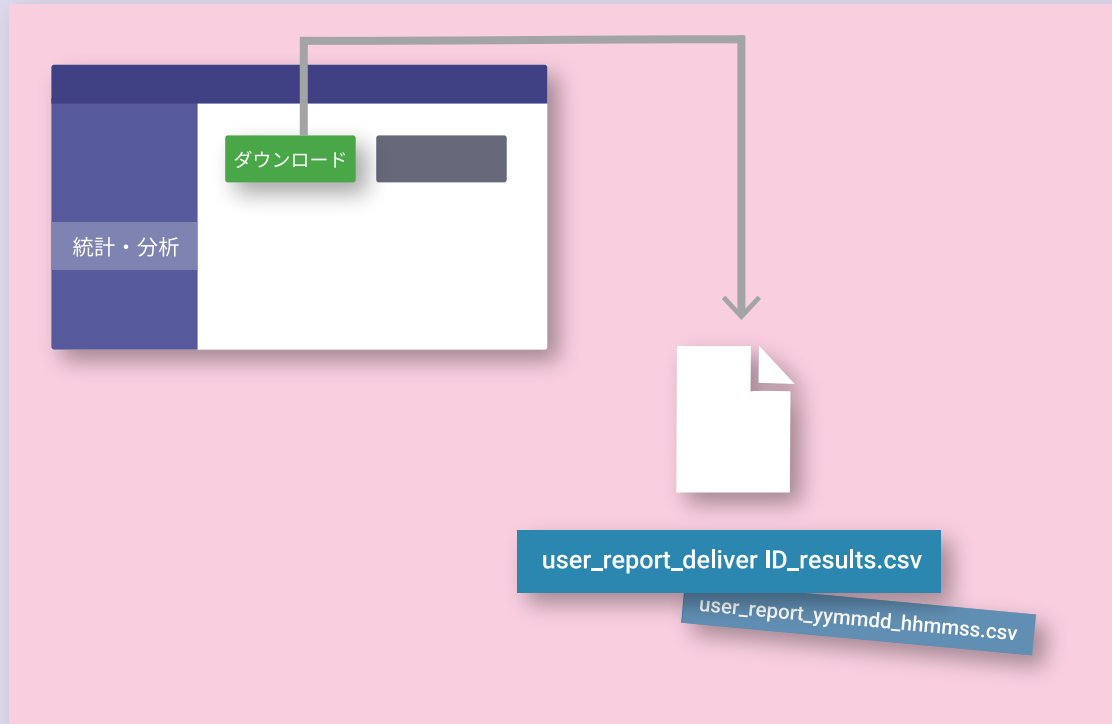 ダウンロード
統計・分析
user_report_deliver ID_results.csv
user_report_yymmdd_hhmmss.csv